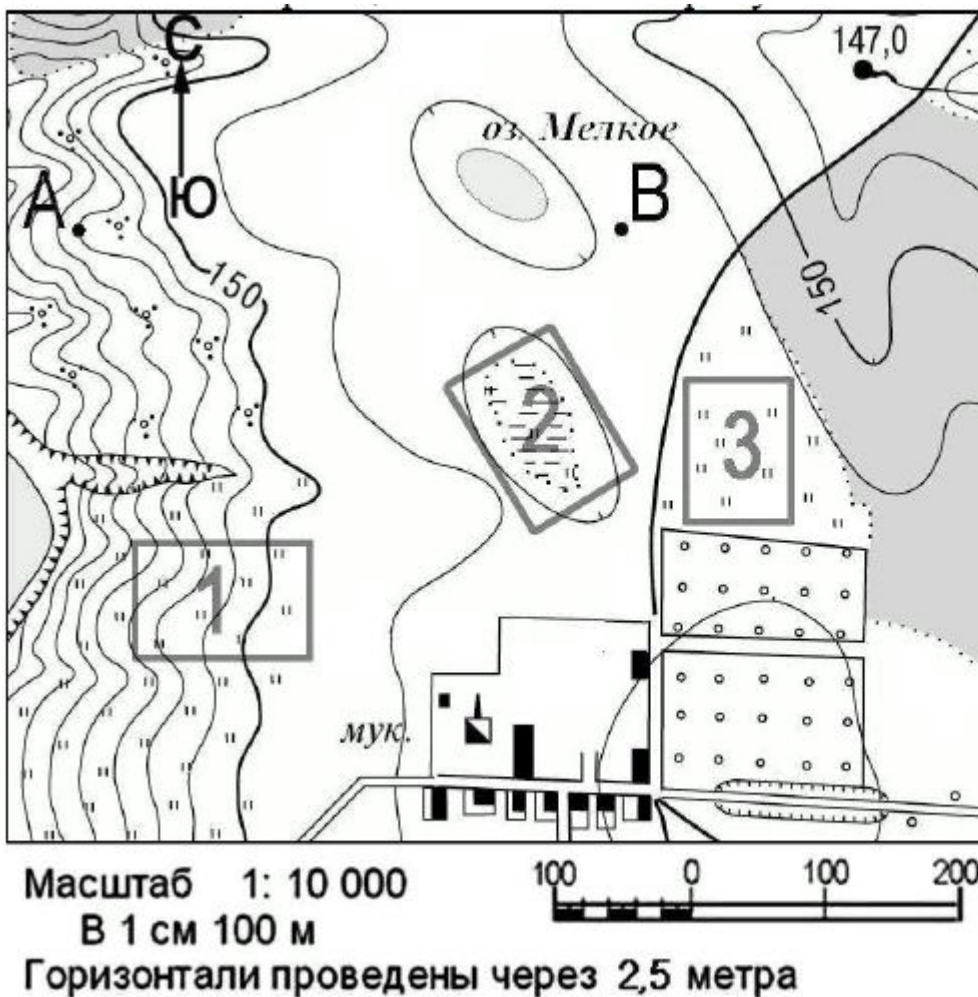 С
147,0
оз. Мелкое
А
Ю
В
150
150
2
3
1
мук.
Масштаб 1: 10 000
В 1 см 100 м
100 0 100 200
Горизонтали проведены через 2,5 метра